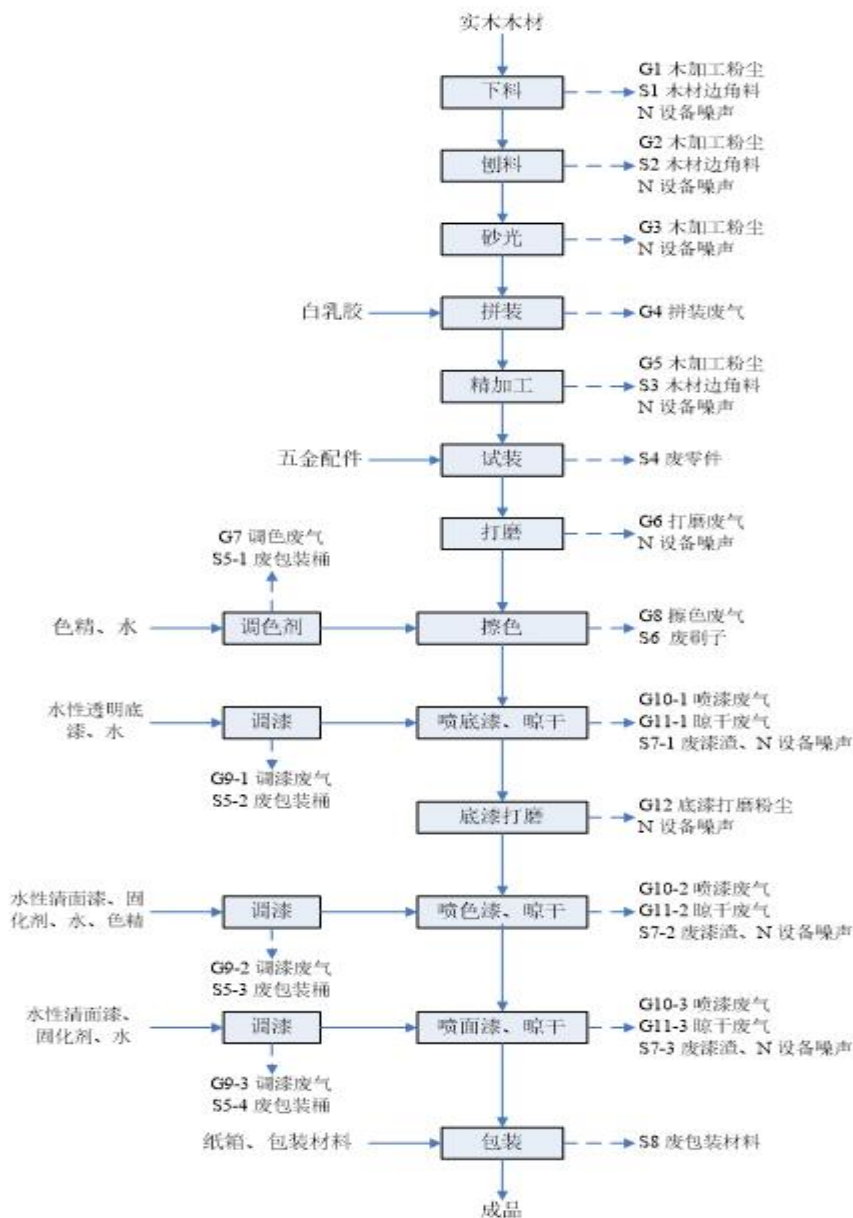 实木木材
下料
G1 木加工粉尘
S1 木材边角料
N 设备噪声
刨料
G2 木加工粉尘
S2 木材边角料
N 设备噪声
砂光
G3 木加工粉尘
N 设备噪声
白乳胶
拼装
G4 拼装废气
精加工
G5 木加工粉尘
S3 木材边角料
N 设备噪声
五金配件
试装
S4 废零件
打磨
G6 打磨废气
N 设备噪声
G7 调色废气
S5-1 废包装桶
色精、水
调色剂
擦色
G8 擦色废气
S6 废刷子
水性透明底
漆、水
调漆
喷底漆、晾干
G10-1 喷漆废气
G11-1 晾干废气
S7-1 废漆渣、N 设备噪声
G9-1 调漆废气
S5-2 废包装桶
底漆打磨
G12 底漆打磨粉尘
N 设备噪声
水性清面漆、固
化剂、水、色精
调漆
喷色漆、晾干
G10-2 喷漆废气
G11-2 晾干废气
S7-2 废漆渣、N 设备噪声
G9-2 调漆废气
S5-3 废包装桶
水性清面漆、
固化剂、水
调漆
喷面漆、晾干
G10-3 喷漆废气
G11-3 晾干废气
S7-3 废漆渣、N 设备噪声
G9-3 调漆废气
S5-4 废包装桶
纸箱、包装材料
包装
S8 废包装材料
成品